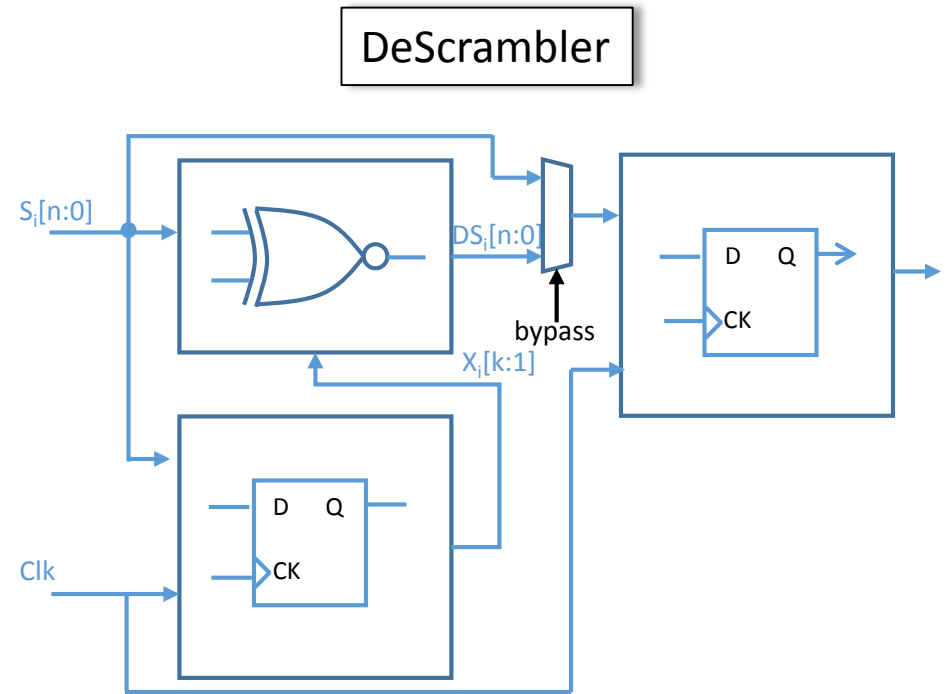 DeScrambler
Sᵢ[n:0]
DSᵢ[n:0]
D Q
CK
bypass
Xᵢ[k:1]
D Q
CK
Clk